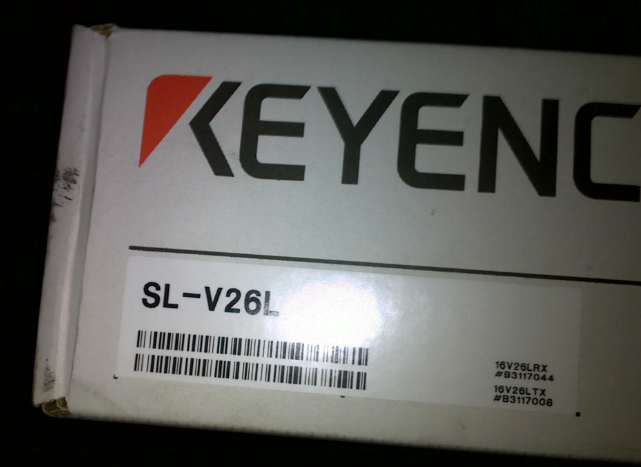 KEYENC
SL-V26L
16V26LRX
#B3117044
16V26LTX
#B3117008